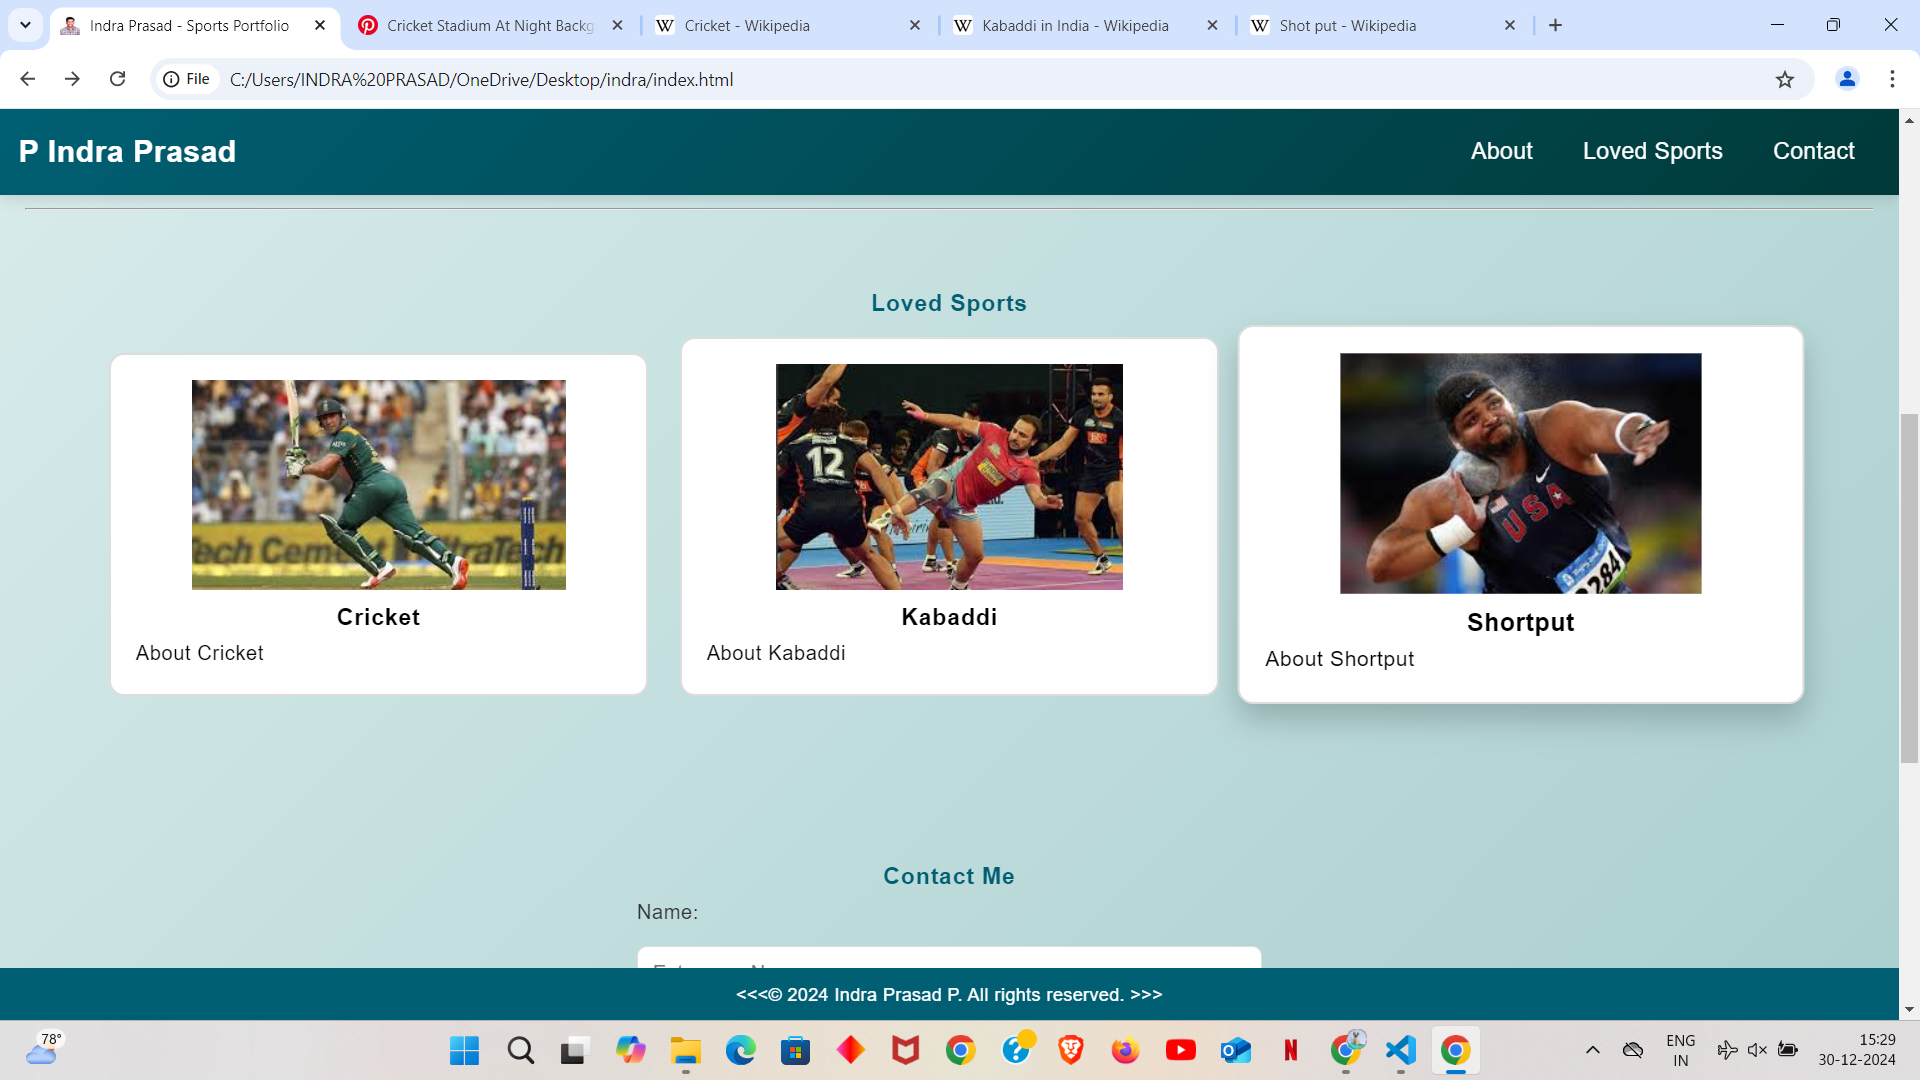 Indra Prasad - Sports Portfolio
Cricket Stadium At Night Backg
W Cricket - Wikipedia
W Kabaddi in India - Wikipedia
W Shot put - Wikipedia
File C:/Users/INDRA%20PRASAD/OneDrive/Desktop/indra/index.html
P Indra Prasad
About Loved Sports Contact
Loved Sports
12
USA
284
Cricket
About Cricket
Kabaddi
About Kabaddi
Shortput
About Shortput
Contact Me
Name:
<<<© 2024 Indra Prasad P. All rights reserved. >>>
78°
ENG
IN
15:29
30-12-2024